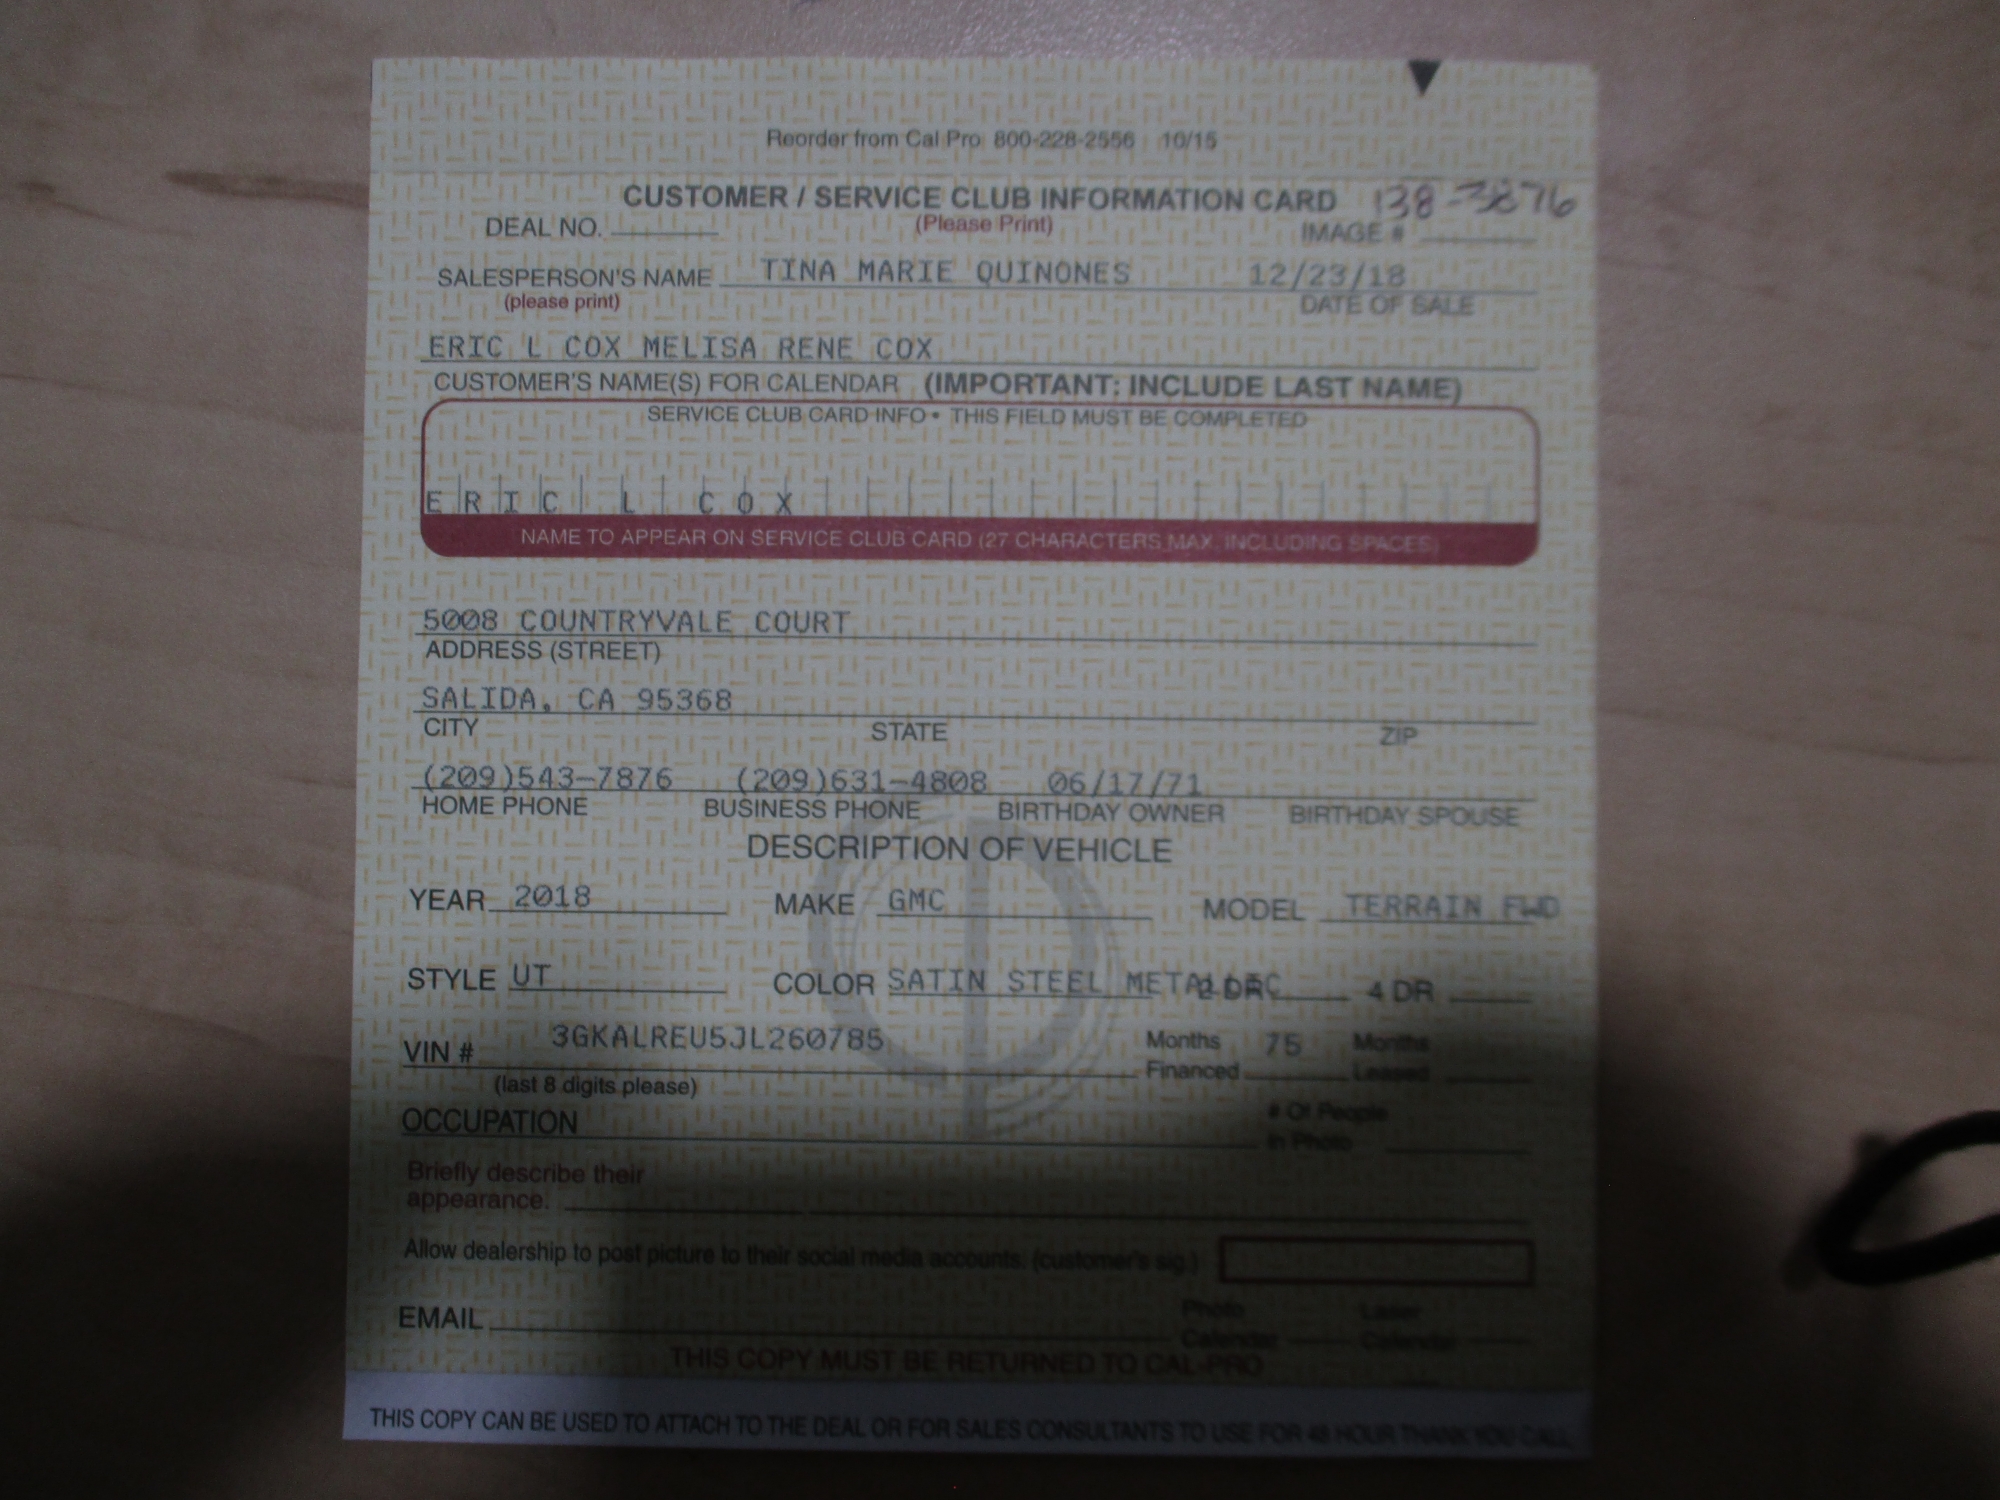 Reorder from Cal Pro 800-228-2556 10/15
CUSTOMER / SERVICE CLUB INFORMATION CARD 138-3876
DEAL NO. (Please Print) IMAGE #
SALESPERSON'S NAME TINA MARIE QUINONES 12/23/18
(please print) DATE OF SALE
ERIC L COX MELISA RENE COX
CUSTOMER'S NAME(S) FOR CALENDAR (IMPORTANT: INCLUDE LAST NAME)
SERVICE CLUB CARD INFO • THIS FIELD MUST BE COMPLETED
ERIC L COX
NAME TO APPEAR ON SERVICE CLUB CARD (27 CHARACTERS MAX. INCLUDING SPACES)
5008 COUNTRYVALE COURT
ADDRESS (STREET)
SALIDA, CA 95368
CITY STATE ZIP
(209)543-7876 (209)631-4808 06/17/71
HOME PHONE BUSINESS PHONE BIRTHDAY OWNER BIRTHDAY SPOUSE
DESCRIPTION OF VEHICLE
YEAR 2018 MAKE GMC MODEL TERRAIN FWD
STYLE UT COLOR SATIN STEEL METALLIC 2 DR 4 DR
VIN # 3GKALREU5JL260785 Months Financed 75 Months Leased
(last 8 digits please)
OCCUPATION # Of People In Photo
Briefly describe their
appearance.
Allow dealership to post picture to their social media accounts. (customer's sig.)
EMAIL Photo Calendar Laser Calendar
THIS COPY MUST BE RETURNED TO CAL-PRO
THIS COPY CAN BE USED TO ATTACH TO THE DEAL OR FOR SALES CONSULTANTS TO USE FOR 48 HOUR THANK YOU CALL